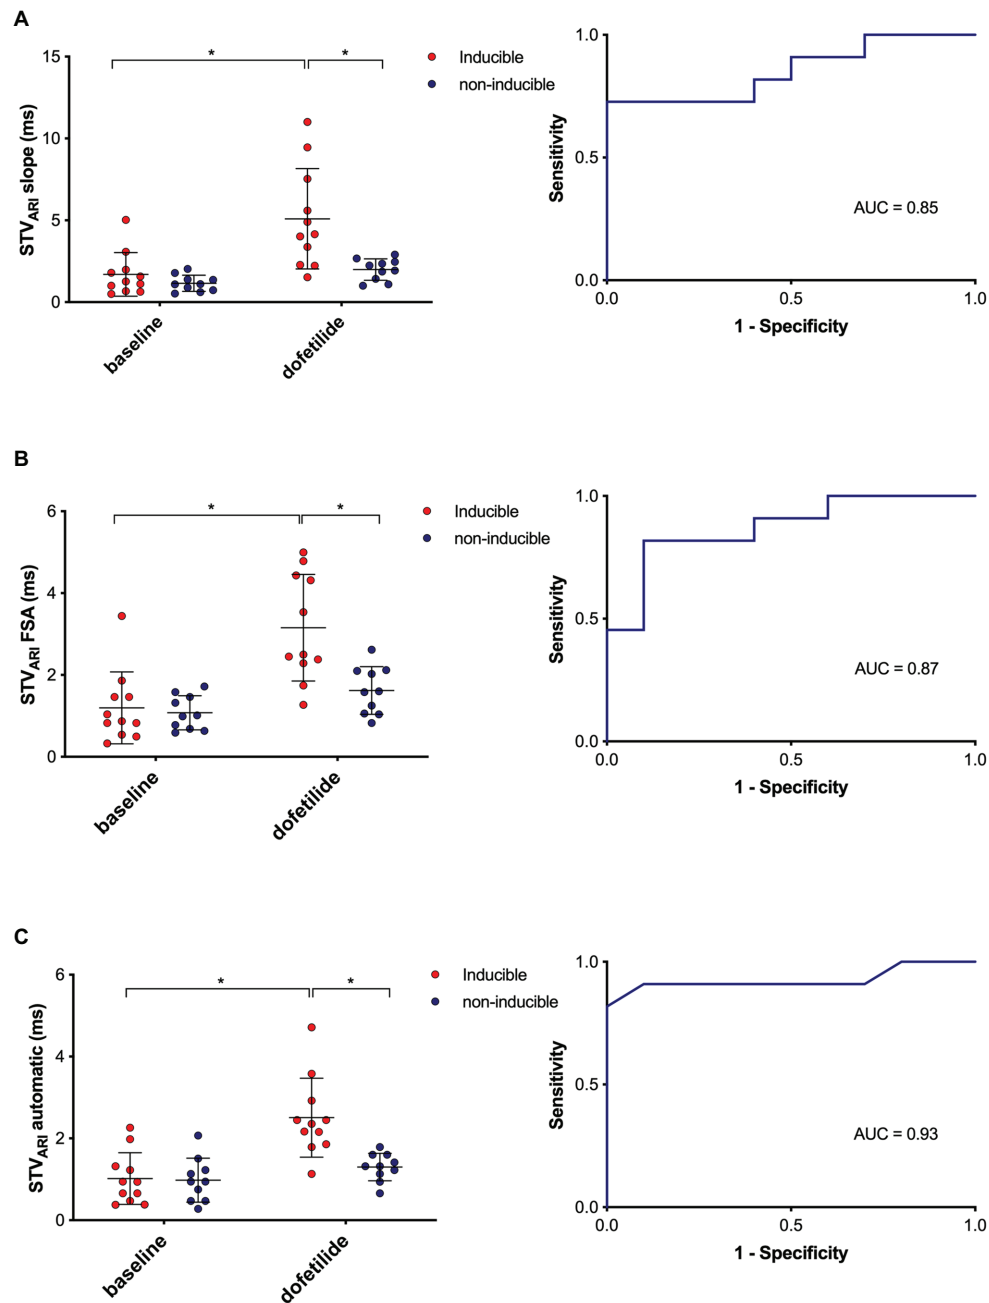 A
STVARI slope (ms)
15
10
5
0
baseline
dofetilide
*
*
Inducible
non-inducible
Sensitivity
1.0
0.5
0.0
0.0
0.5
1.0
1 - Specificity
AUC = 0.85
B
STVARI FSA (ms)
6
4
2
0
baseline
dofetilide
*
*
Inducible
non-inducible
Sensitivity
1.0
0.5
0.0
0.0
0.5
1.0
1 - Specificity
AUC = 0.87
C
STVARI automatic (ms)
6
4
2
0
baseline
dofetilide
*
*
Inducible
non-inducible
Sensitivity
1.0
0.5
0.0
0.0
0.5
1.0
1 - Specificity
AUC = 0.93